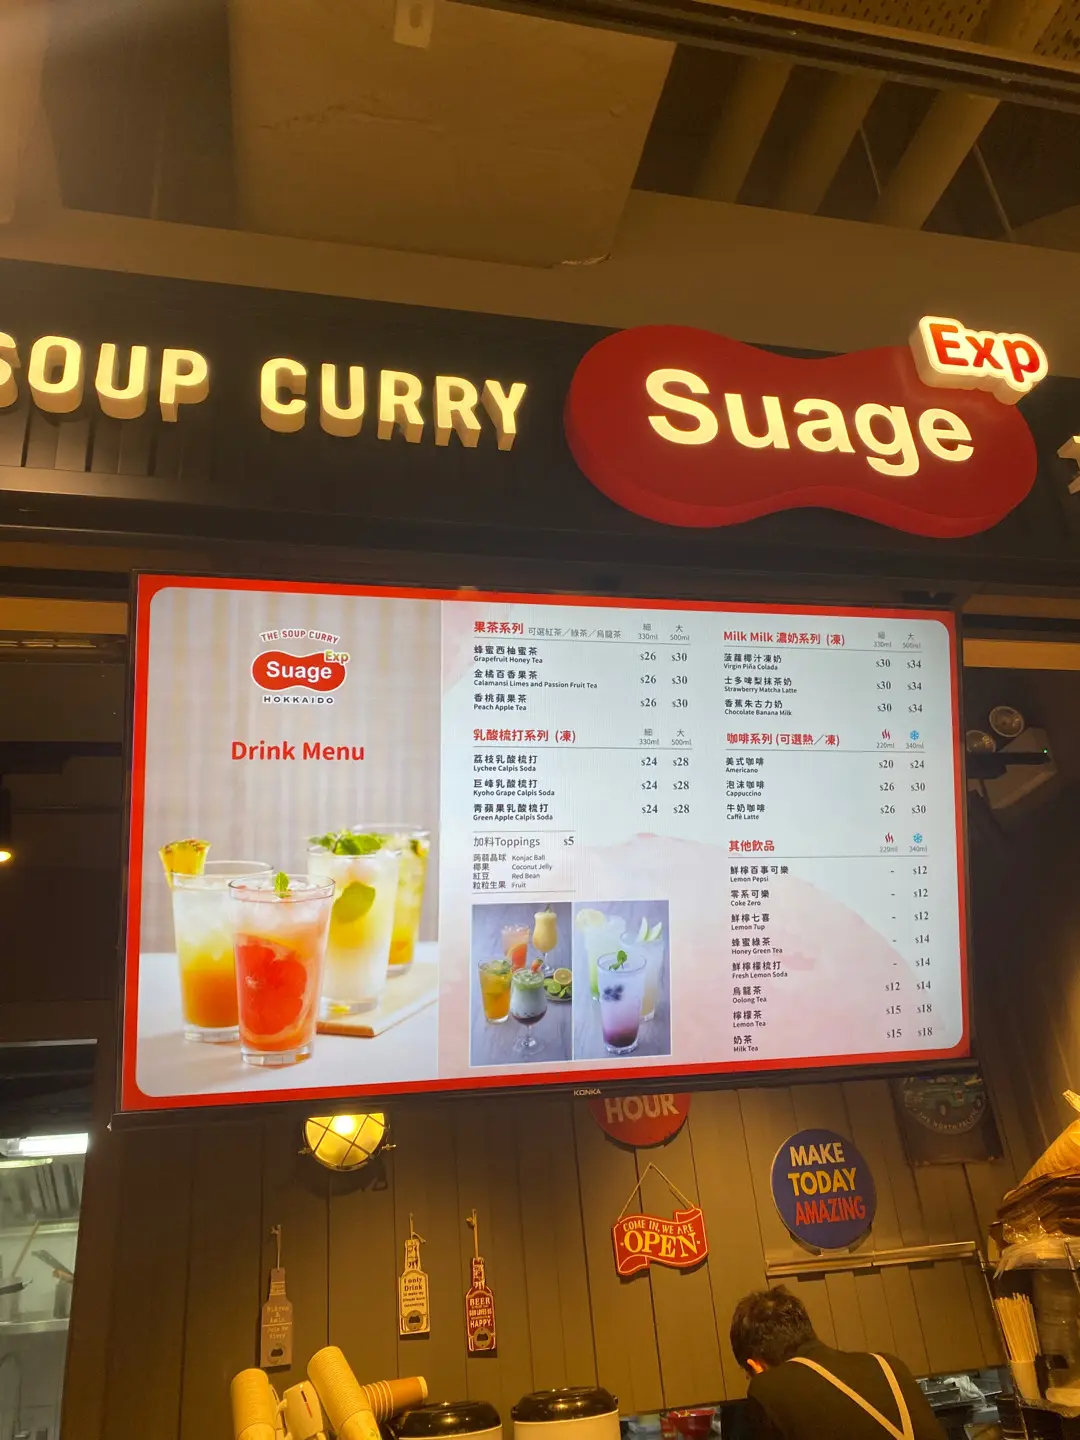 SOUP CURRY
Suage
Exp
THE SOUP CURRY
Suage
Exp
HOKKAIDO
Drink Menu
果茶系列 可選紅茶／綠茶／烏龍茶 細 大
330ml 500ml
蜂蜜西柚蜜茶 $26 $30
Grapefruit Honey Tea
金橘百香果茶 $26 $30
Calamansi Limes and Passion Fruit Tea
香桃蘋果茶 $26 $30
Peach Apple Tea
乳酸梳打系列 (凍) 細 大
330ml 500ml
荔枝乳酸梳打 $24 $28
Lychee Calpis Soda
巨峰乳酸梳打 $24 $28
Kyoho Grape Calpis Soda
青蘋果乳酸梳打 $24 $28
Green Apple Calpis Soda
加料Toppings $5
蒟蒻晶球 Konjac Ball
椰果 Coconut Jelly
紅豆 Red Bean
粒粒生果 Fruit
Milk Milk 濃奶系列 (凍) 細 大
330ml 500ml
菠蘿椰汁凍奶 $30 $34
Virgin Piña Colada
士多啤梨抹茶奶 $30 $34
Strawberry Matcha Latte
香蕉朱古力奶 $30 $34
Chocolate Banana Milk
咖啡系列 (可選熱／凍)
220ml 340ml
美式咖啡 $20 $24
Americano
泡沫咖啡 $26 $30
Cappuccino
牛奶咖啡 $26 $30
Caffè Latte
其他飲品
220ml 340ml
鮮檸百事可樂 - $12
Lemon Pepsi
零系可樂 - $12
Coke Zero
鮮檸七喜 - $12
Lemon 7up
蜂蜜綠茶 - $14
Honey Green Tea
鮮檸檬梳打 - $14
Fresh Lemon Soda
烏龍茶 $12 $14
Oolong Tea
檸檬茶 $15 $18
Lemon Tea
奶茶 $15 $18
Milk Tea
KONKA
HOUR
MAKE
TODAY
AMAZING
COME IN, WE ARE
OPEN
I only
Drink
BEER
HAPPY.